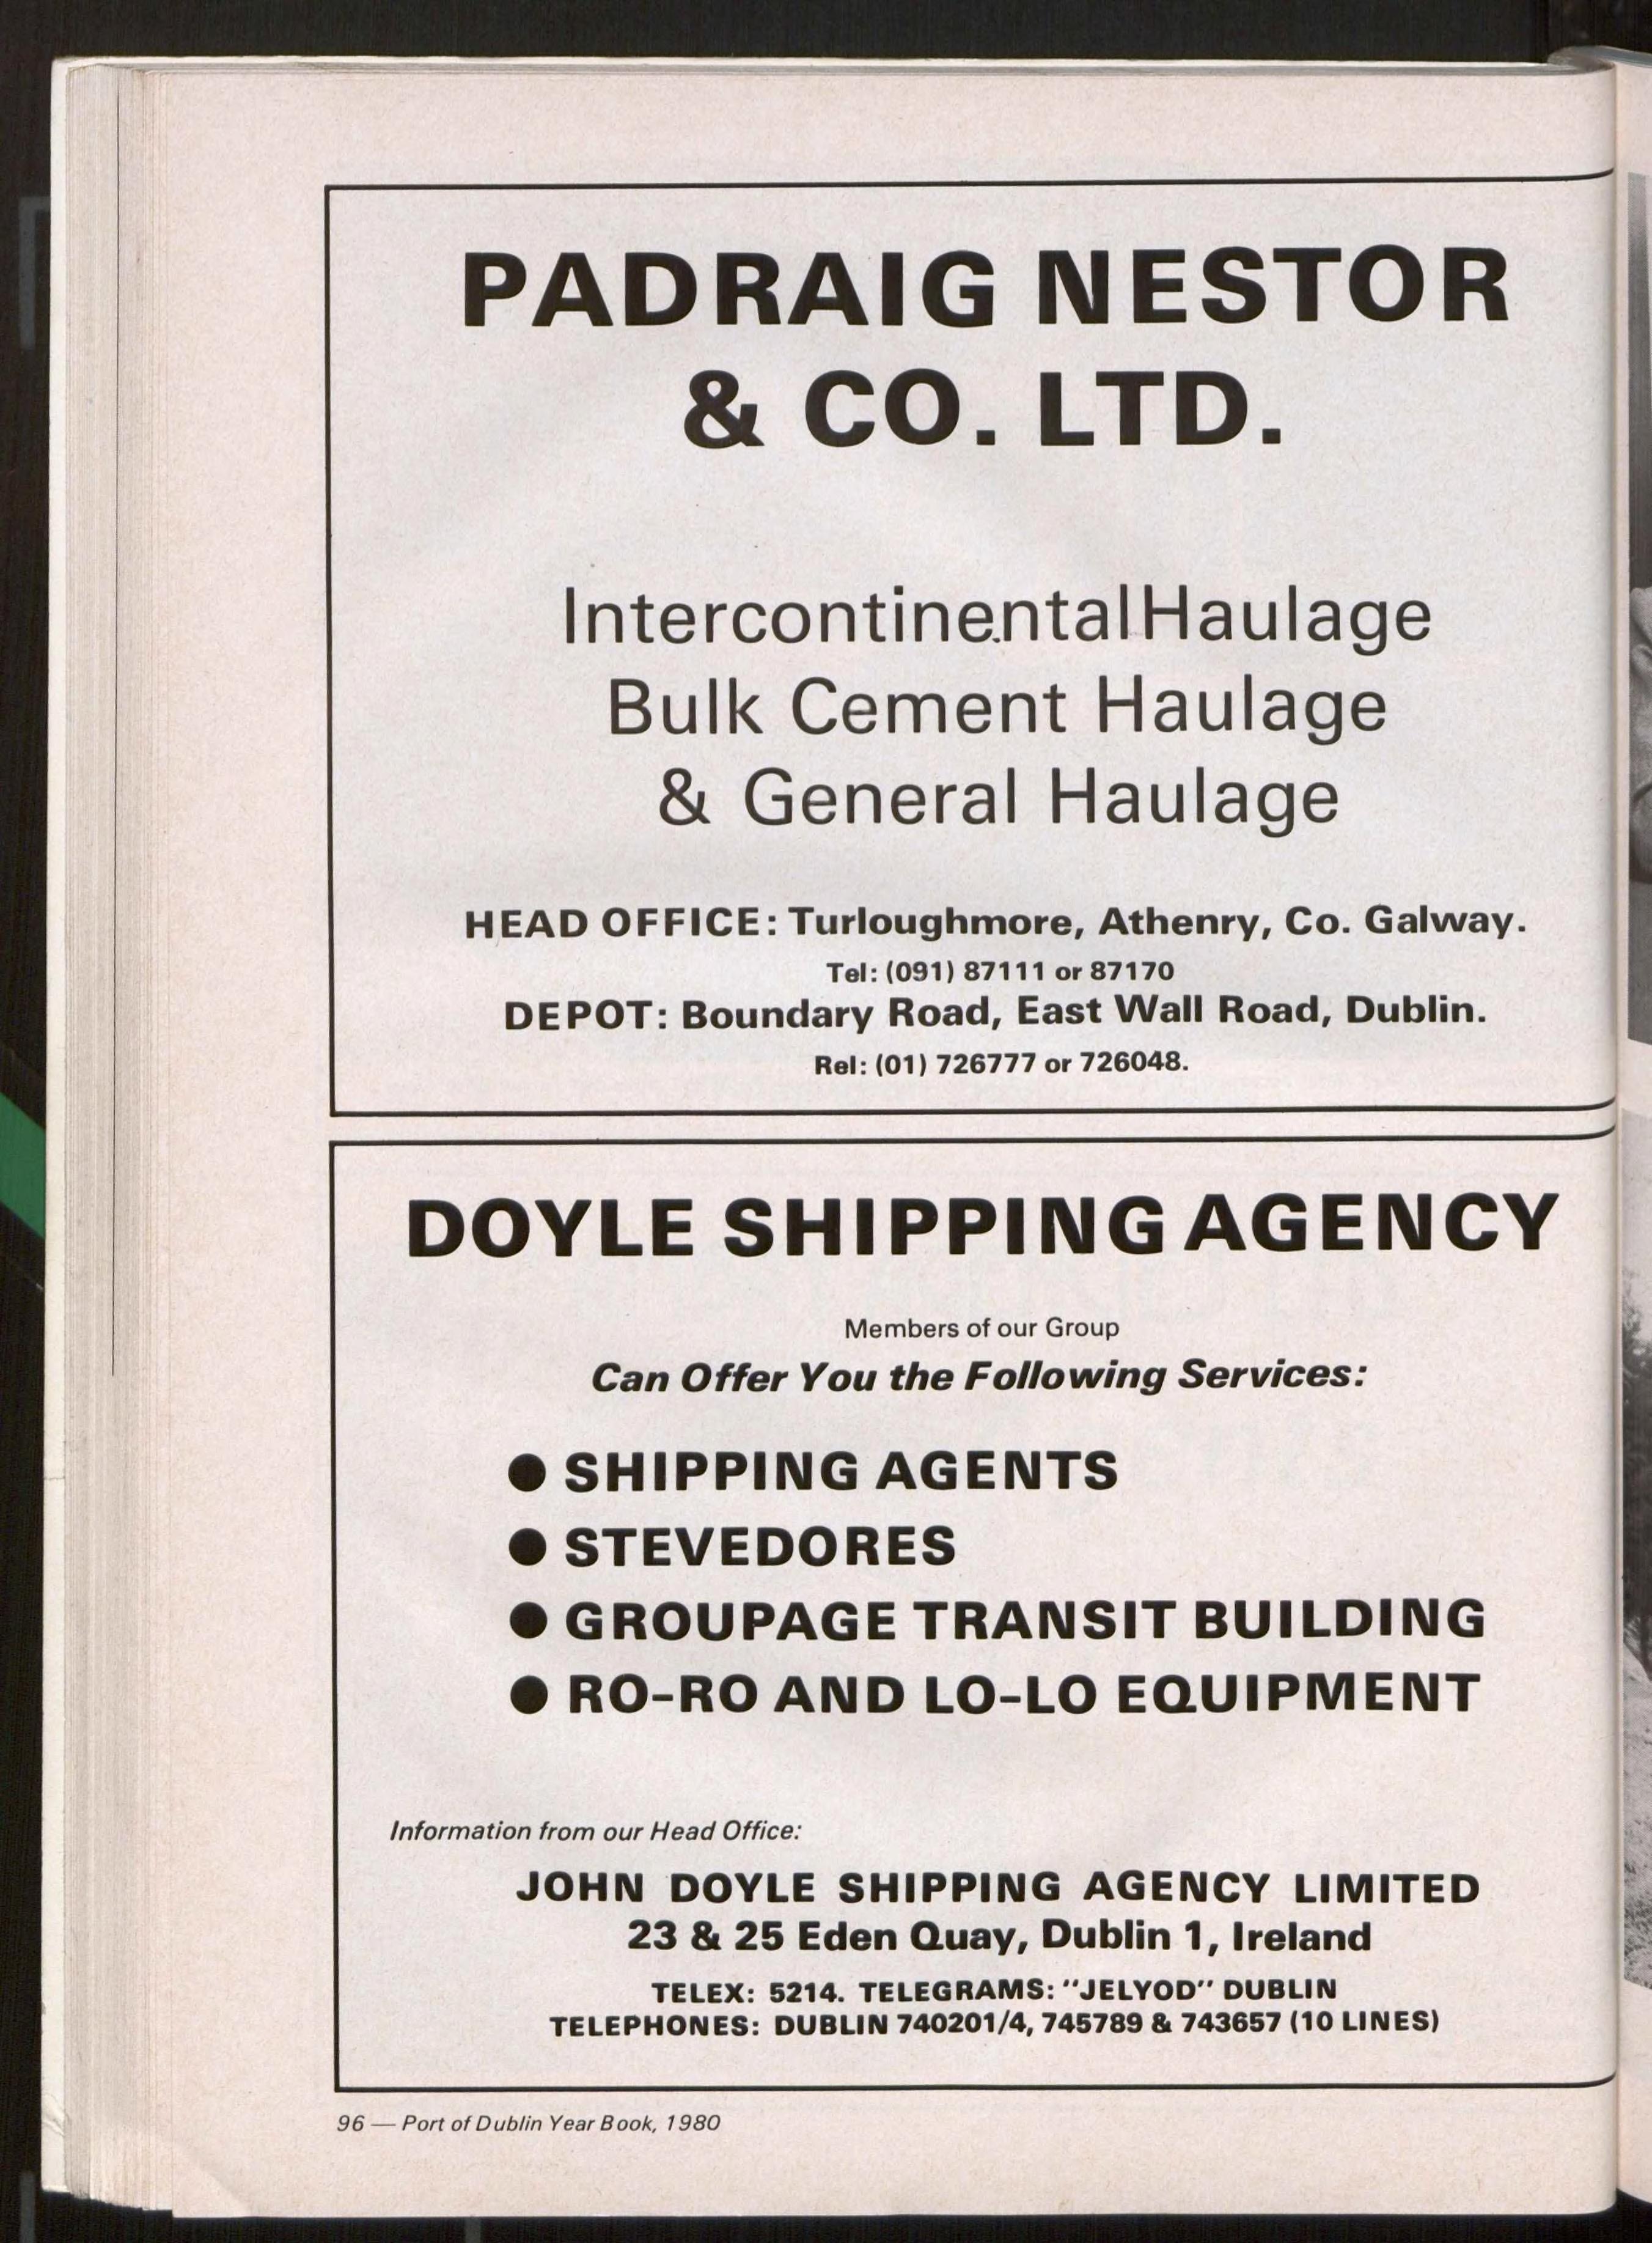 PADRAIG NESTOR
& CO. LTD.
Intercontinental Haulage
Bulk Cement Haulage
& General Haulage
HEAD OFFICE: Turloughmore, Athenry, Co. Galway.
Tel: (091) 87111 or 87170
DEPOT: Boundary Road, East Wall Road, Dublin.
Rel: (01) 726777 or 726048.
DOYLE SHIPPING AGENCY
Members of our Group
Can Offer You the Following Services:
● SHIPPING AGENTS
● STEVEDORES
● GROUPAGE TRANSIT BUILDING
● RO-RO AND LO-LO EQUIPMENT
Information from our Head Office:
JOHN DOYLE SHIPPING AGENCY LIMITED
23 & 25 Eden Quay, Dublin 1, Ireland
TELEX: 5214. TELEGRAMS: "JELYOD" DUBLIN
TELEPHONES: DUBLIN 740201/4, 745789 & 743657 (10 LINES)
96 — Port of Dublin Year Book, 1980